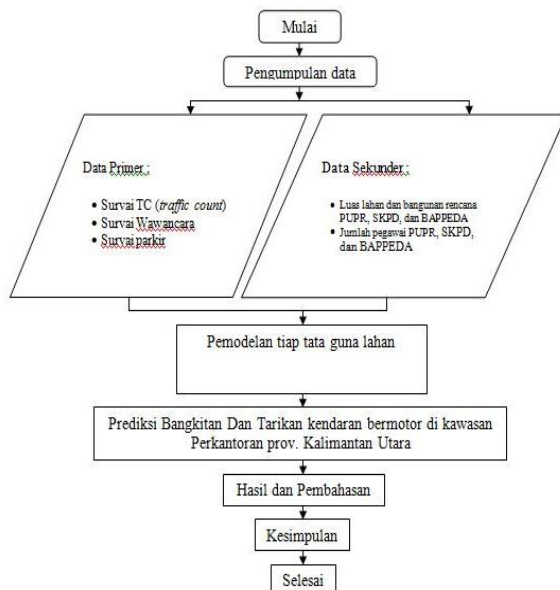 Mulai
Pengumpulan data
Data Primer :
• Survai TC (traffic count)
• Survai Wawancara
• Survai parkir
Data Sekunder :
• Luas lahan dan bangunan rencana
PUPR, SKPD, dan BAPPEDA
• Jumlah pegawai PUPR, SKPD,
dan BAPPEDA
Pemodelan tiap tata guna lahan
Prediksi Bangkitan Dan Tarikan kendaran bermotor di kawasan
Perkantoran prov. Kalimantan Utara
Hasil dan Pembahasan
Kesimpulan
Selesai